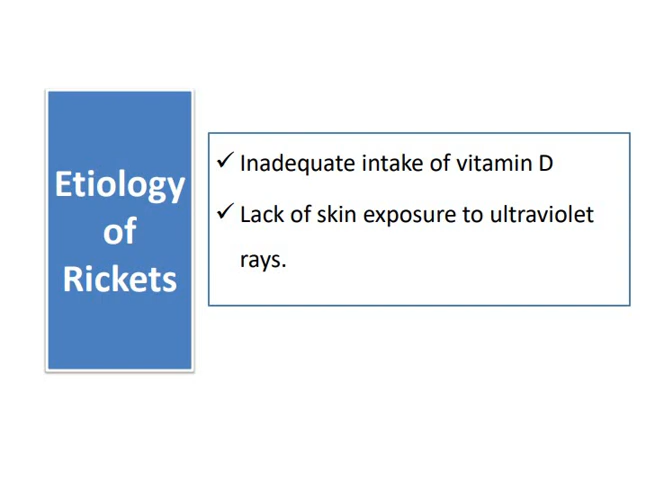 Etiology
of
Rickets
✓ Inadequate intake of vitamin D
✓ Lack of skin exposure to ultraviolet
rays.